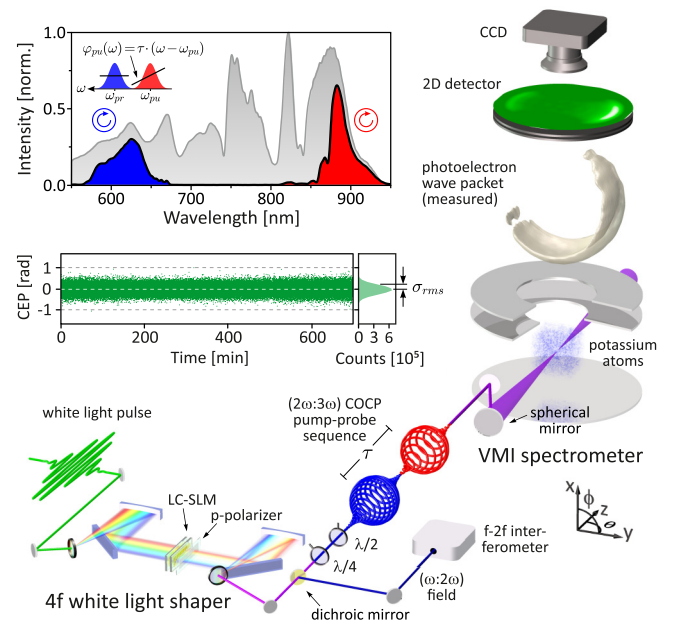 φpu(ω)=τ·(ω−ωpu)
ω
ωpr
ωpu
Intensity [norm.]
1.0
0.5
0.0
600
700
800
900
Wavelength [nm]
CEP [rad]
1
0
-1
0
200
400
600
Time [min]
0 3 6
Counts [10⁵]
σrms
CCD
2D detector
photoelectron
wave packet
(measured)
potassium
atoms
spherical
mirror
VMI spectrometer
(2ω:3ω) COCP
pump-probe
sequence
τ
white light pulse
LC-SLM
p-polarizer
λ/2
λ/4
f-2f inter-
ferometer
(ω:2ω)
field
dichroic mirror
4f white light shaper
x
ϕ
z
θ
y